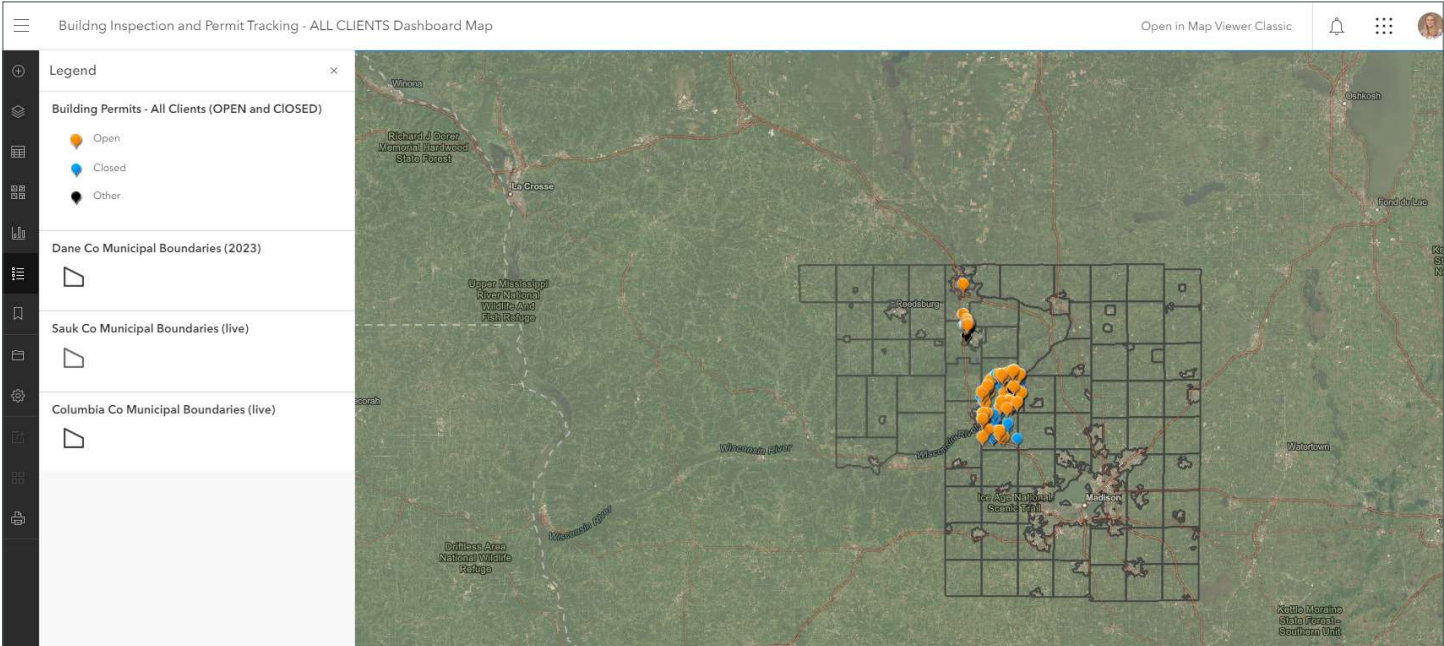 Buildng Inspection and Permit Tracking - ALL CLIENTS Dashboard Map
Open in Map Viewer Classic
Legend
Building Permits - All Clients (OPEN and ClOSED)
Open
Closed
Other
Dane Co Municipal Boundaries (2023)
Sauk Co Municipal Boundaries (live)
Columbia Co Municipal Boundaries (live)
Winona
Oshkosh
Richard J Dorer
Memorial Hardwood
State Forest
La Crosse
Fond du Lac
Upper Mississippi
River National
Wildlife And
Fish Refuge
Reedsburg
ecorah
Wisconsin River
Watertown
Ice Age National
Scenic Trail
Madison
Wisconsin River
Driftless Area
National Wildlife
Refuge
Kettle Moraine
State Forest -
Southern Unit